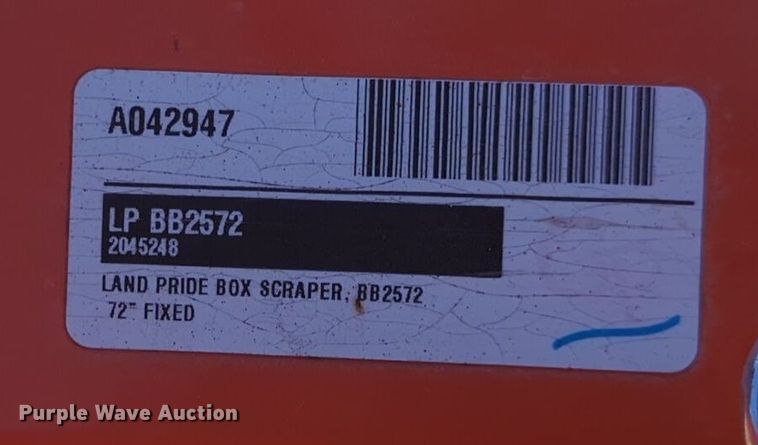 A042947
LP BB2572
2045248
LAND PRIDE BOX SCRAPER, BB2572
72" FIXED
Purple Wave Auction